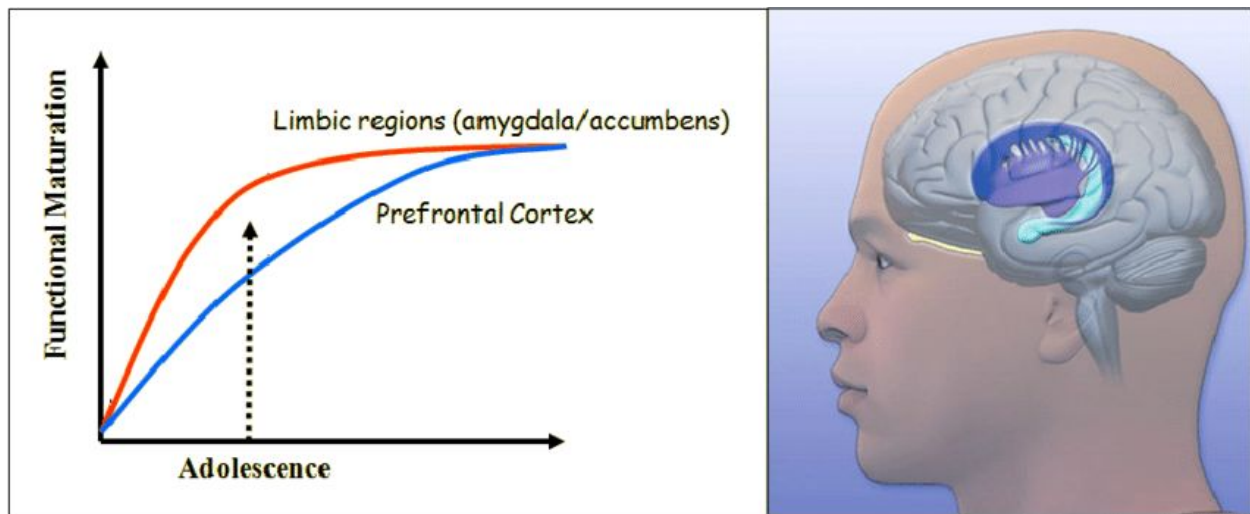 Functional Maturation
Limbic regions (amygdala/accumbens)
Prefrontal Cortex
Adolescence